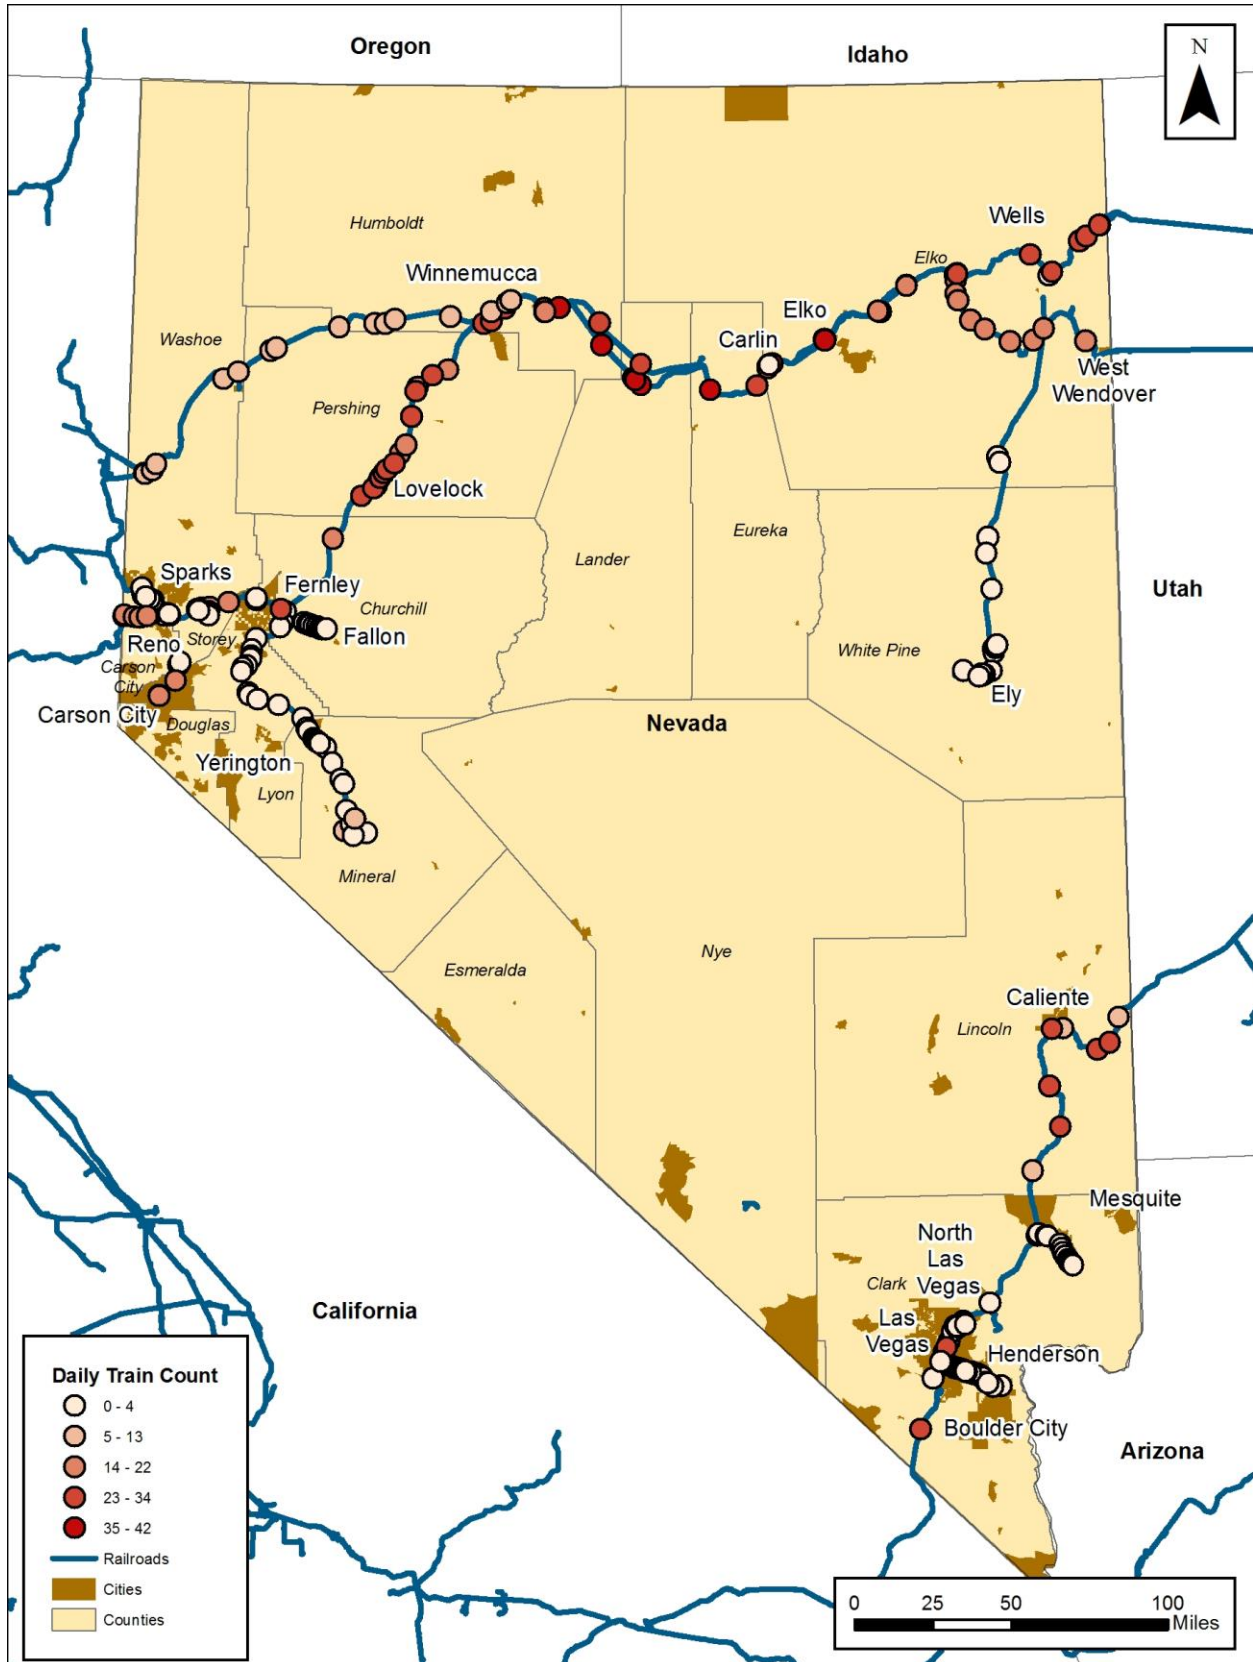 Oregon
Idaho
N
Wells
Humboldt
Elko
Winnemucca
Washoe
Elko
Carlin
West
Wendover
Pershing
Lovelock
Eureka
Lander
Utah
Sparks
Fernley
Churchill
Fallon
Reno
Storey
White Pine
Carson
City
Ely
Carson City
Douglas
Nevada
Yerington
Lyon
Mineral
Nye
Esmeralda
Caliente
Lincoln
Mesquite
North
Las
Vegas
Clark
California
Las
Vegas
Henderson
Boulder City
Arizona
Daily Train Count
0 - 4
5 - 13
14 - 22
23 - 34
35 - 42
Railroads
Cities
Counties
0 25 50 100
Miles